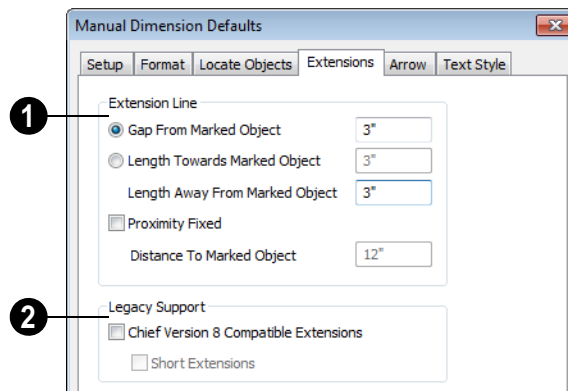 Manual Dimension Defaults
Setup Format Locate Objects Extensions Arrow Text Style
1
Extension Line
Gap From Marked Object 3"
Length Towards Marked Object 3"
Length Away From Marked Object 3"
Proximity Fixed
Distance To Marked Object 12"
2
Legacy Support
Chief Version 8 Compatible Extensions
Short Extensions